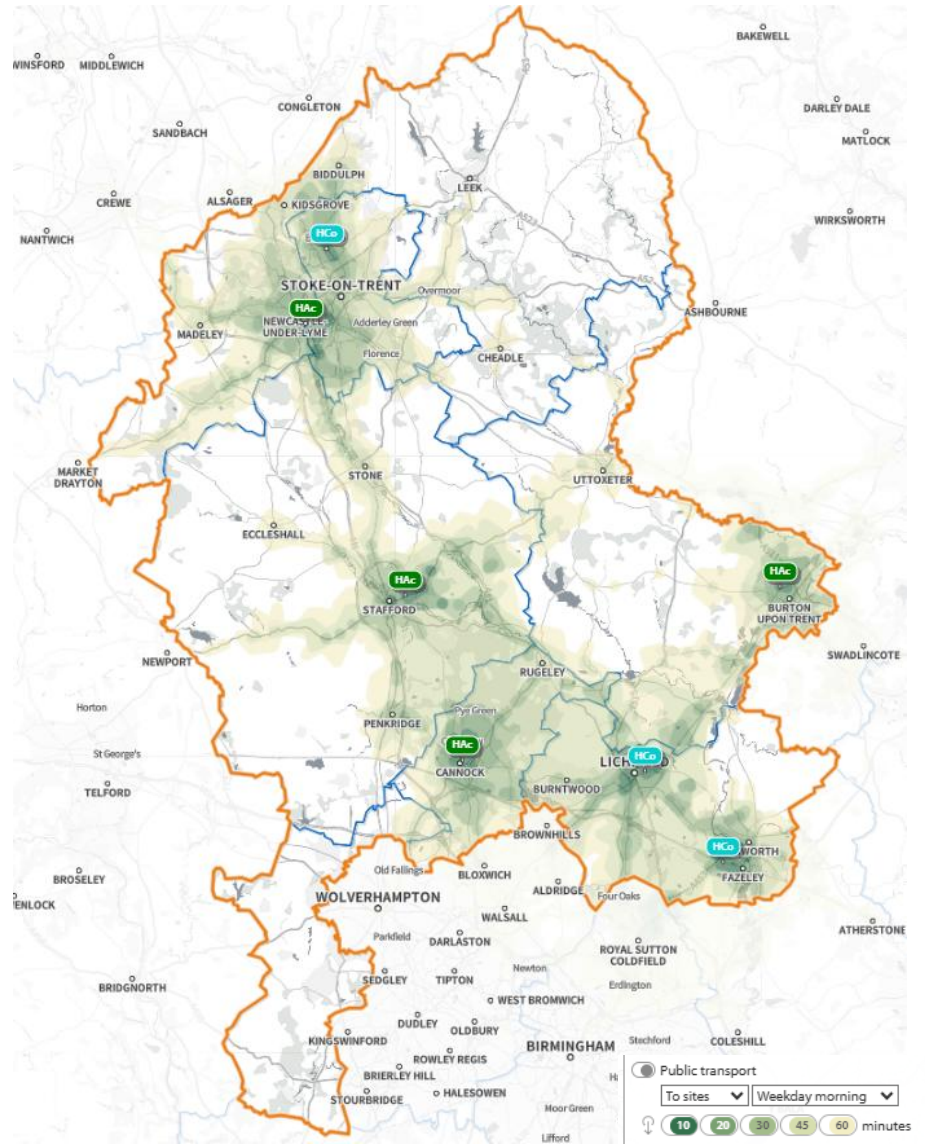 BAKEWELL
WINSFORD
MIDDLEWICH
CONGLETON
DARLEY DALE
SANDBACH
MATLOCK
BIDDULPH
LEEK
CREWE
ALSAGER
KIDSGROVE
A53
WIRKSWORTH
NANTWICH
HCo
A523
A52
STOKE-ON-TRENT
Overmoor
HAc
ASHBOURNE
NEWCASTLE-
UNDER-LYME
Adderley Green
MADELEY
Florence
CHEADLE
MARKET
DRAYTON
STONE
UTTOXETER
ECCLESHALL
HAc
HAc
STAFFORD
BURTON
UPON TRENT
NEWPORT
SWADLINCOTE
RUGELEY
Horton
PENKRIDGE
Pye Green
St George's
HAc
HCo
CANNOCK
TELFORD
BURNTWOOD
BROWNHILLS
HCo
WORTH
FAZELEY
Old Fallings
BLOXWICH
BROSELEY
ALDRIDGE
Four Oaks
WOLVERHAMPTON
ENLOCK
WALSALL
ATHERSTONE
Parkfield
DARLASTON
ROYAL SUTTON
COLDFIELD
Newton
SEDGLEY
TIPTON
Erdington
BRIDGNORTH
WEST BROMWICH
DUDLEY
OLDBURY
KINGSWINFORD
BIRMINGHAM
Stechford
COLESHILL
ROWLEY REGIS
BRIERLEY HILL
HALESOWEN
STOURBRIDGE
Moor Green
Lifford
Public transport
To sites
Weekday morning
10 20 30 45 60 minutes